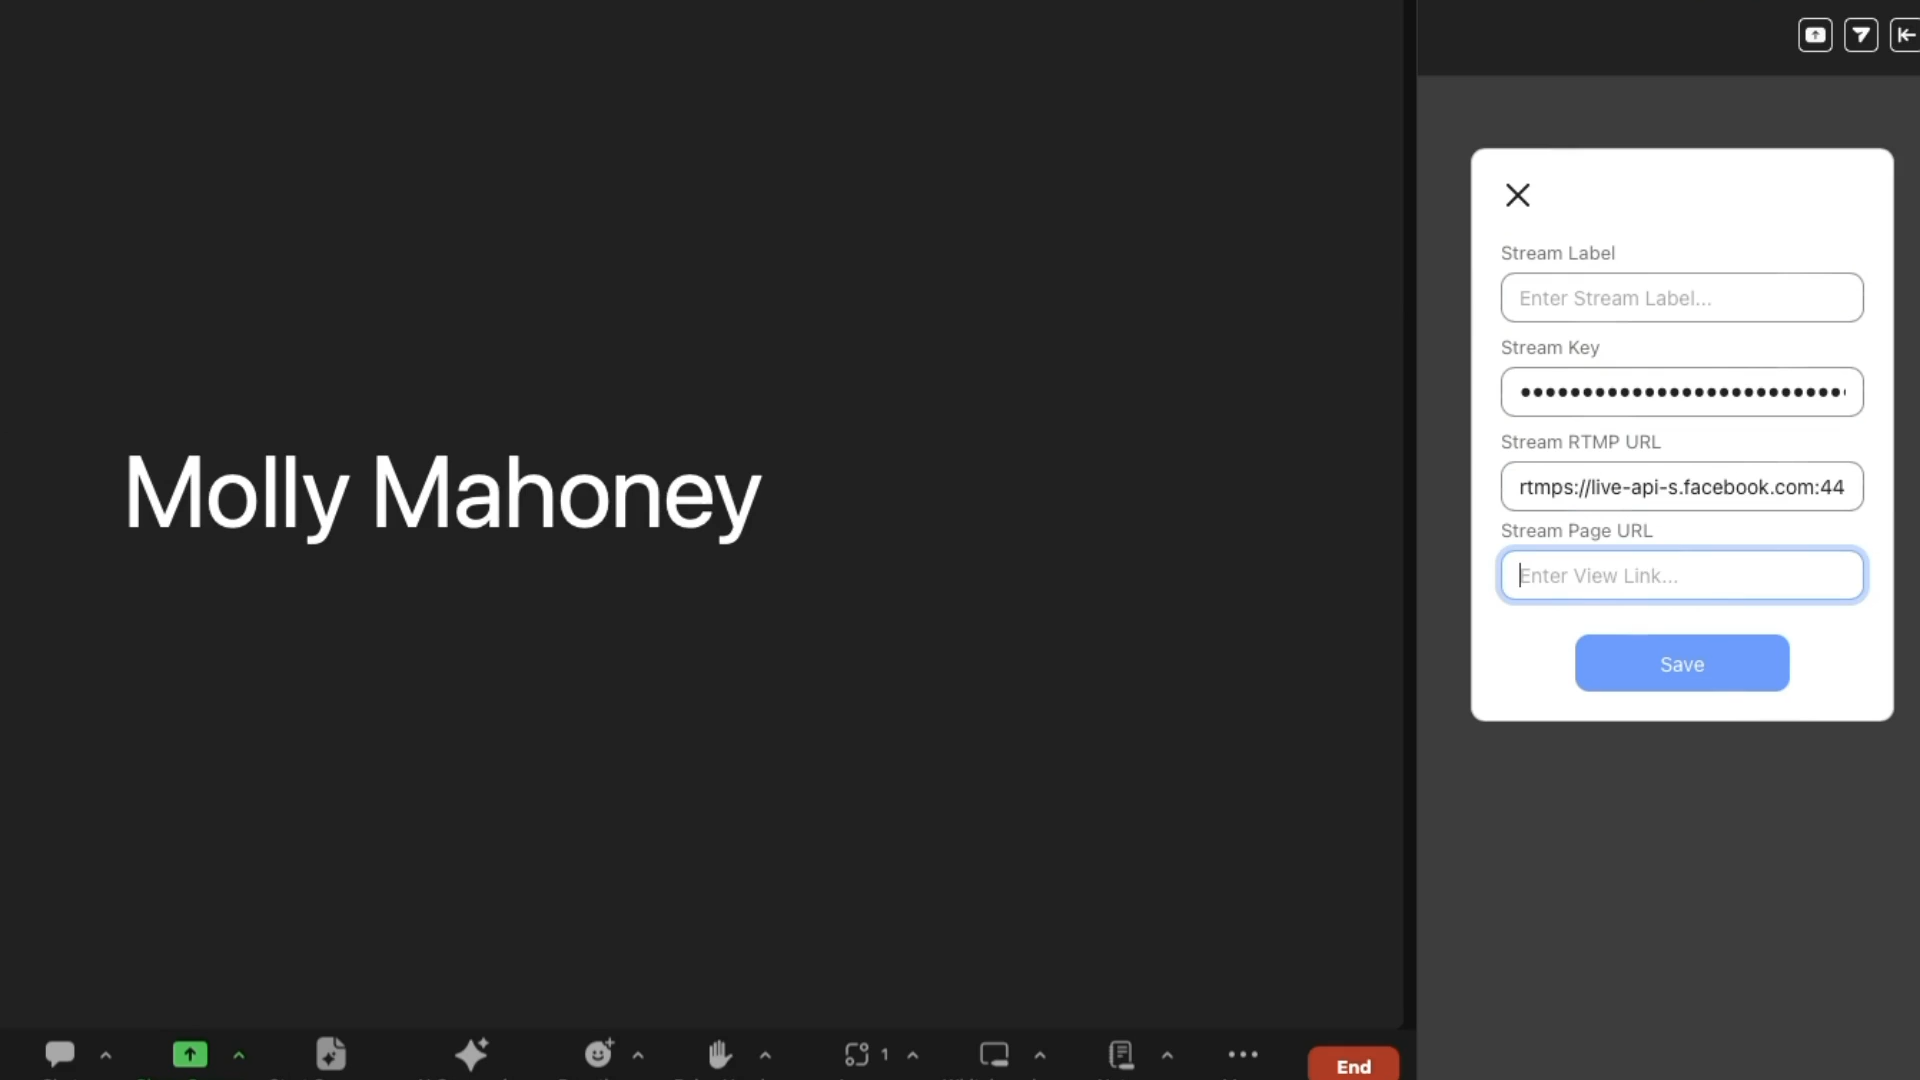 Molly Mahoney
Stream Label
Enter Stream Label...
Stream Key
Stream RTMP URL
rtmps://live-api-s.facebook.com:44
Stream Page URL
Enter View Link...
Save
1
End